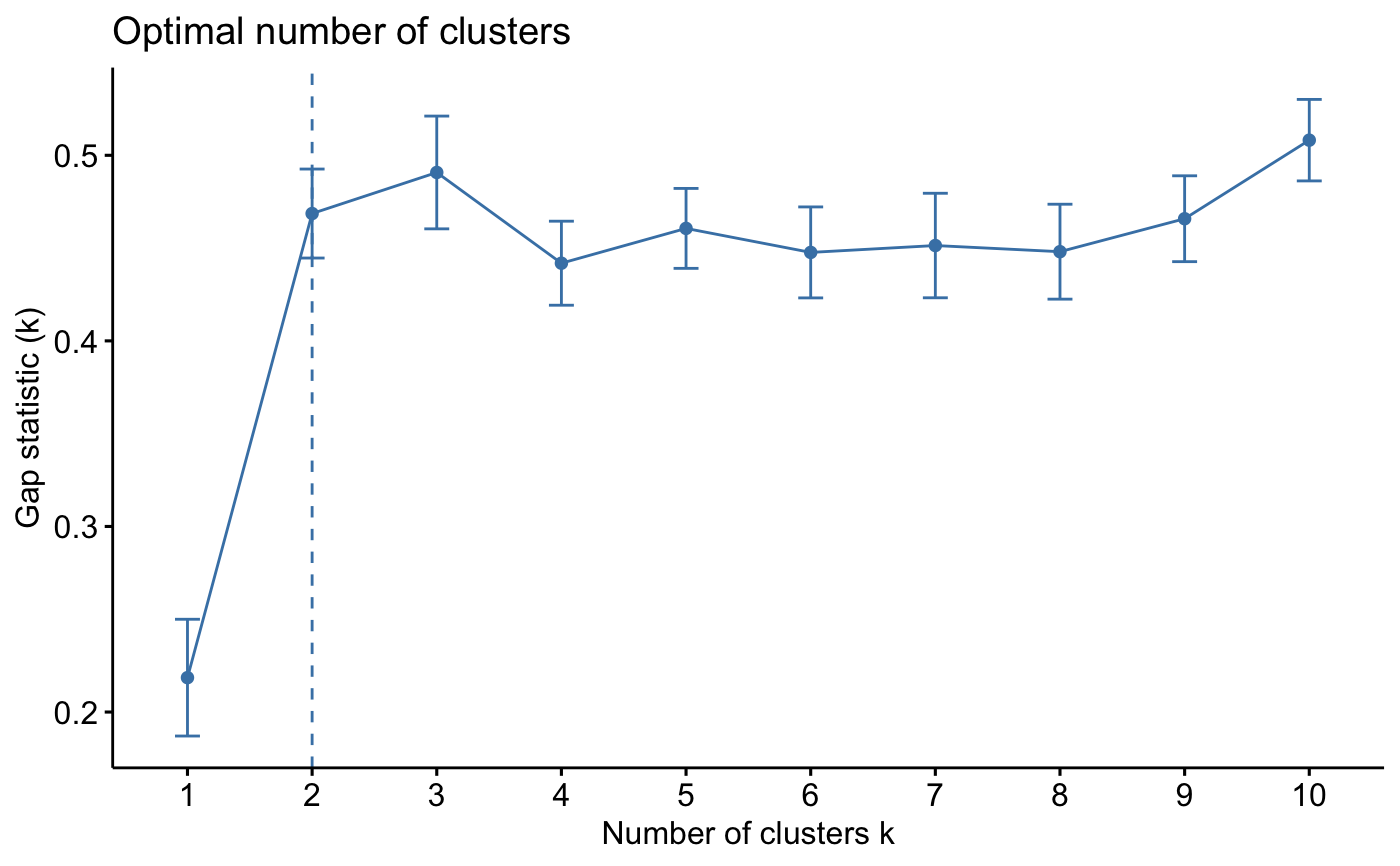 Optimal number of clusters
Gap statistic (k)
0.5
0.4
0.3
0.2
1 2 3 4 5 6 7 8 9 10
Number of clusters k